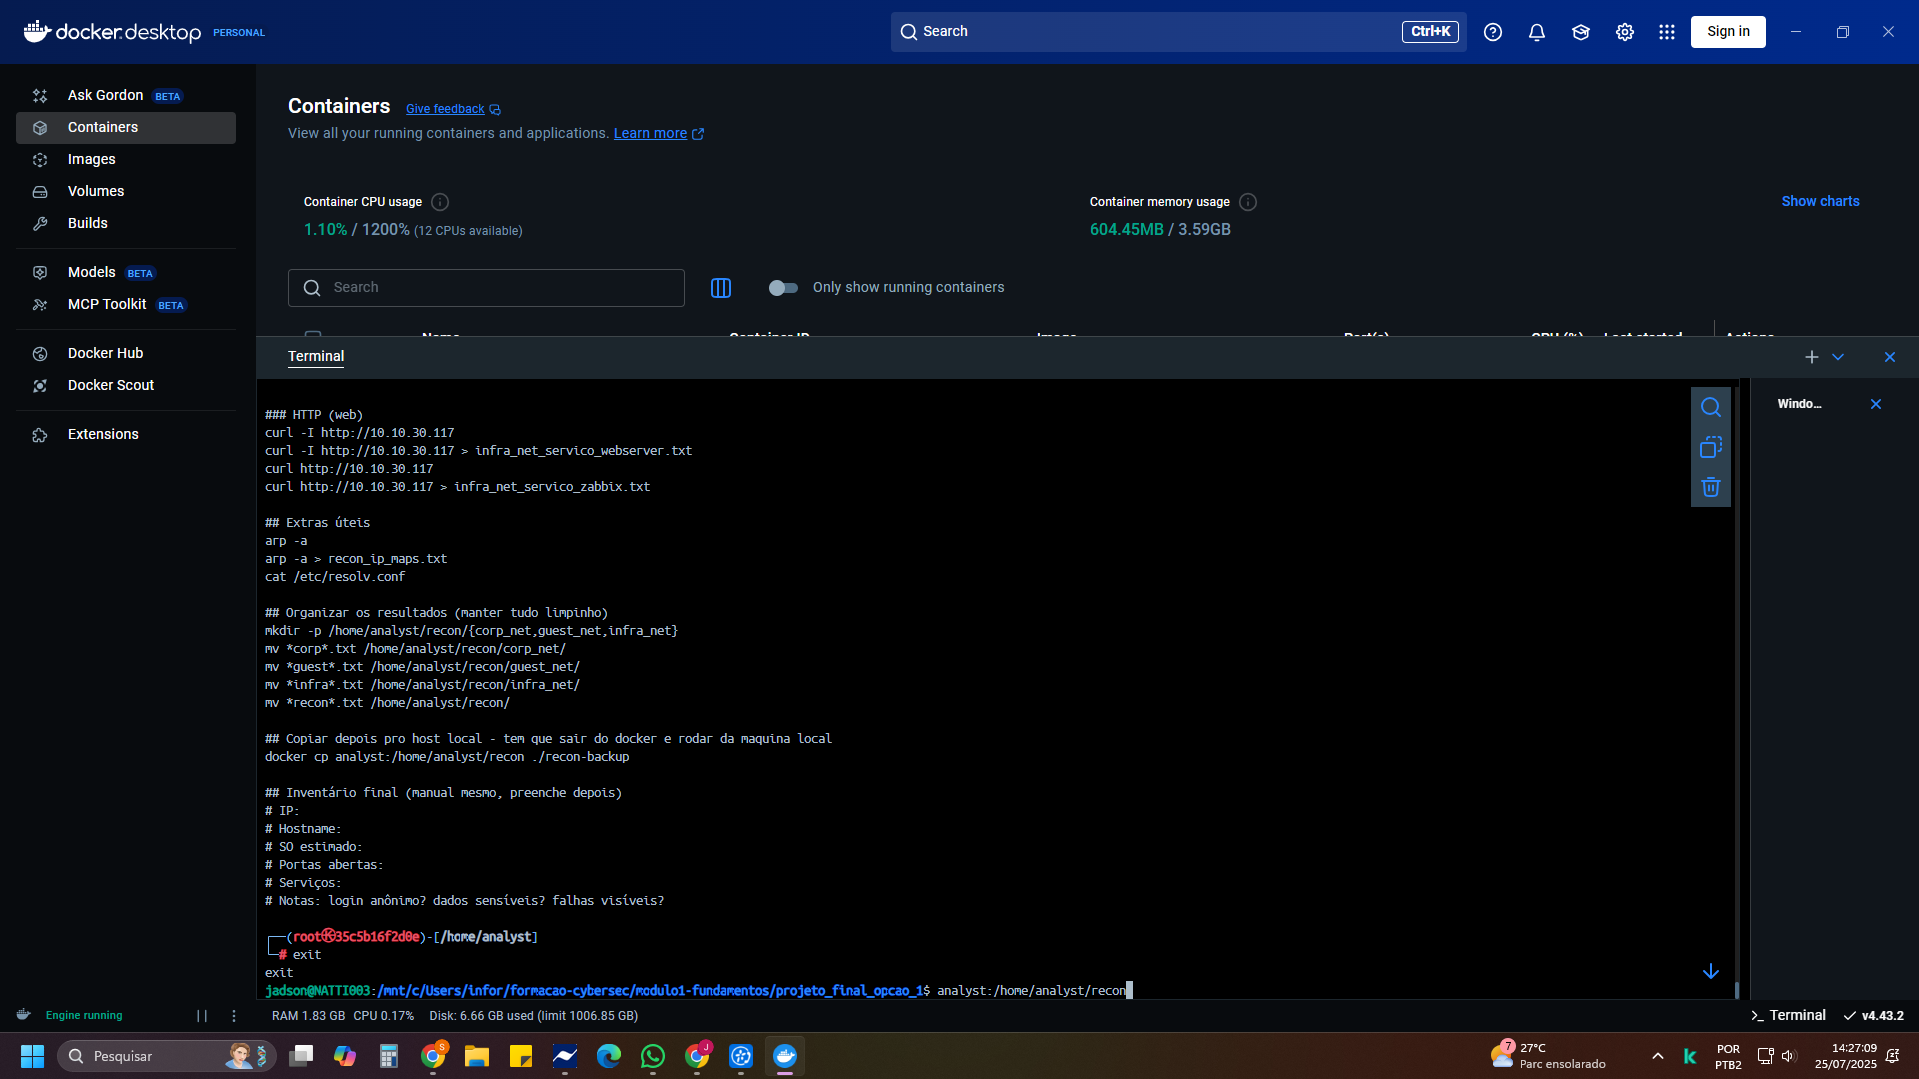 docker.desktop PERSONAL
Search Ctrl+K
Sign in
Ask Gordon BETA
Containers
Images
Volumes
Builds
Models BETA
MCP Toolkit BETA
Docker Hub
Docker Scout
Extensions
Containers Give feedback
View all your running containers and applications. Learn more
Container CPU usage
1.10% / 1200% (12 CPUs available)
Container memory usage
604.45MB / 3.59GB
Show charts
Search
Only show running containers
Name Container ID Image Port(s) CPU (%) Last started Actions
Terminal
Windo...
### HTTP (web)
curl -I http://10.10.30.117
curl -I http://10.10.30.117 > infra_net_servico_webserver.txt
curl http://10.10.30.117
curl http://10.10.30.117 > infra_net_servico_zabbix.txt
## Extras úteis
arp -a
arp -a > recon_ip_maps.txt
cat /etc/resolv.conf
## Organizar os resultados (manter tudo limpinho)
mkdir -p /home/analyst/recon/{corp_net,guest_net,infra_net}
mv *corp*.txt /home/analyst/recon/corp_net/
mv *guest*.txt /home/analyst/recon/guest_net/
mv *infra*.txt /home/analyst/recon/infra_net/
mv *recon*.txt /home/analyst/recon/
## Copiar depois pro host local - tem que sair do docker e rodar da maquina local
docker cp analyst:/home/analyst/recon ./recon-backup
## Inventário final (manual mesmo, preenche depois)
# IP:
# Hostname:
# SO estimado:
# Portas abertas:
# Serviços:
# Notas: login anônimo? dados sensíveis? falhas visíveis?
┌──(root㉿35c5b16f2d0e)-[/home/analyst]
└─# exit
exit
jadson@NATTI003:/mnt/c/Users/infor/formacao-cybersec/modulo1-fundamentos/projeto_final_opcao_1$ analyst:/home/analyst/recon
Engine running
RAM 1.83 GB CPU 0.17% Disk: 6.66 GB used (limit 1006.85 GB)
Terminal v4.43.2
Pesquisar
S
J
7
27°C
Parc ensolarado
k
POR
PTB2
14:27:09
25/07/2025